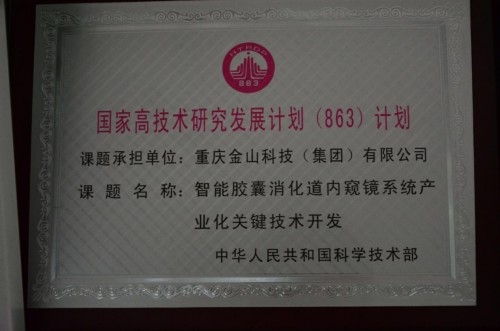 863
国家高技术研究发展计划（863）计划
课题承担单位：重庆金山科技（集团）有限公司
课题名称：智能胶囊消化道内窥镜系统产
业化关键技术开发
中华人民共和国科学技术部